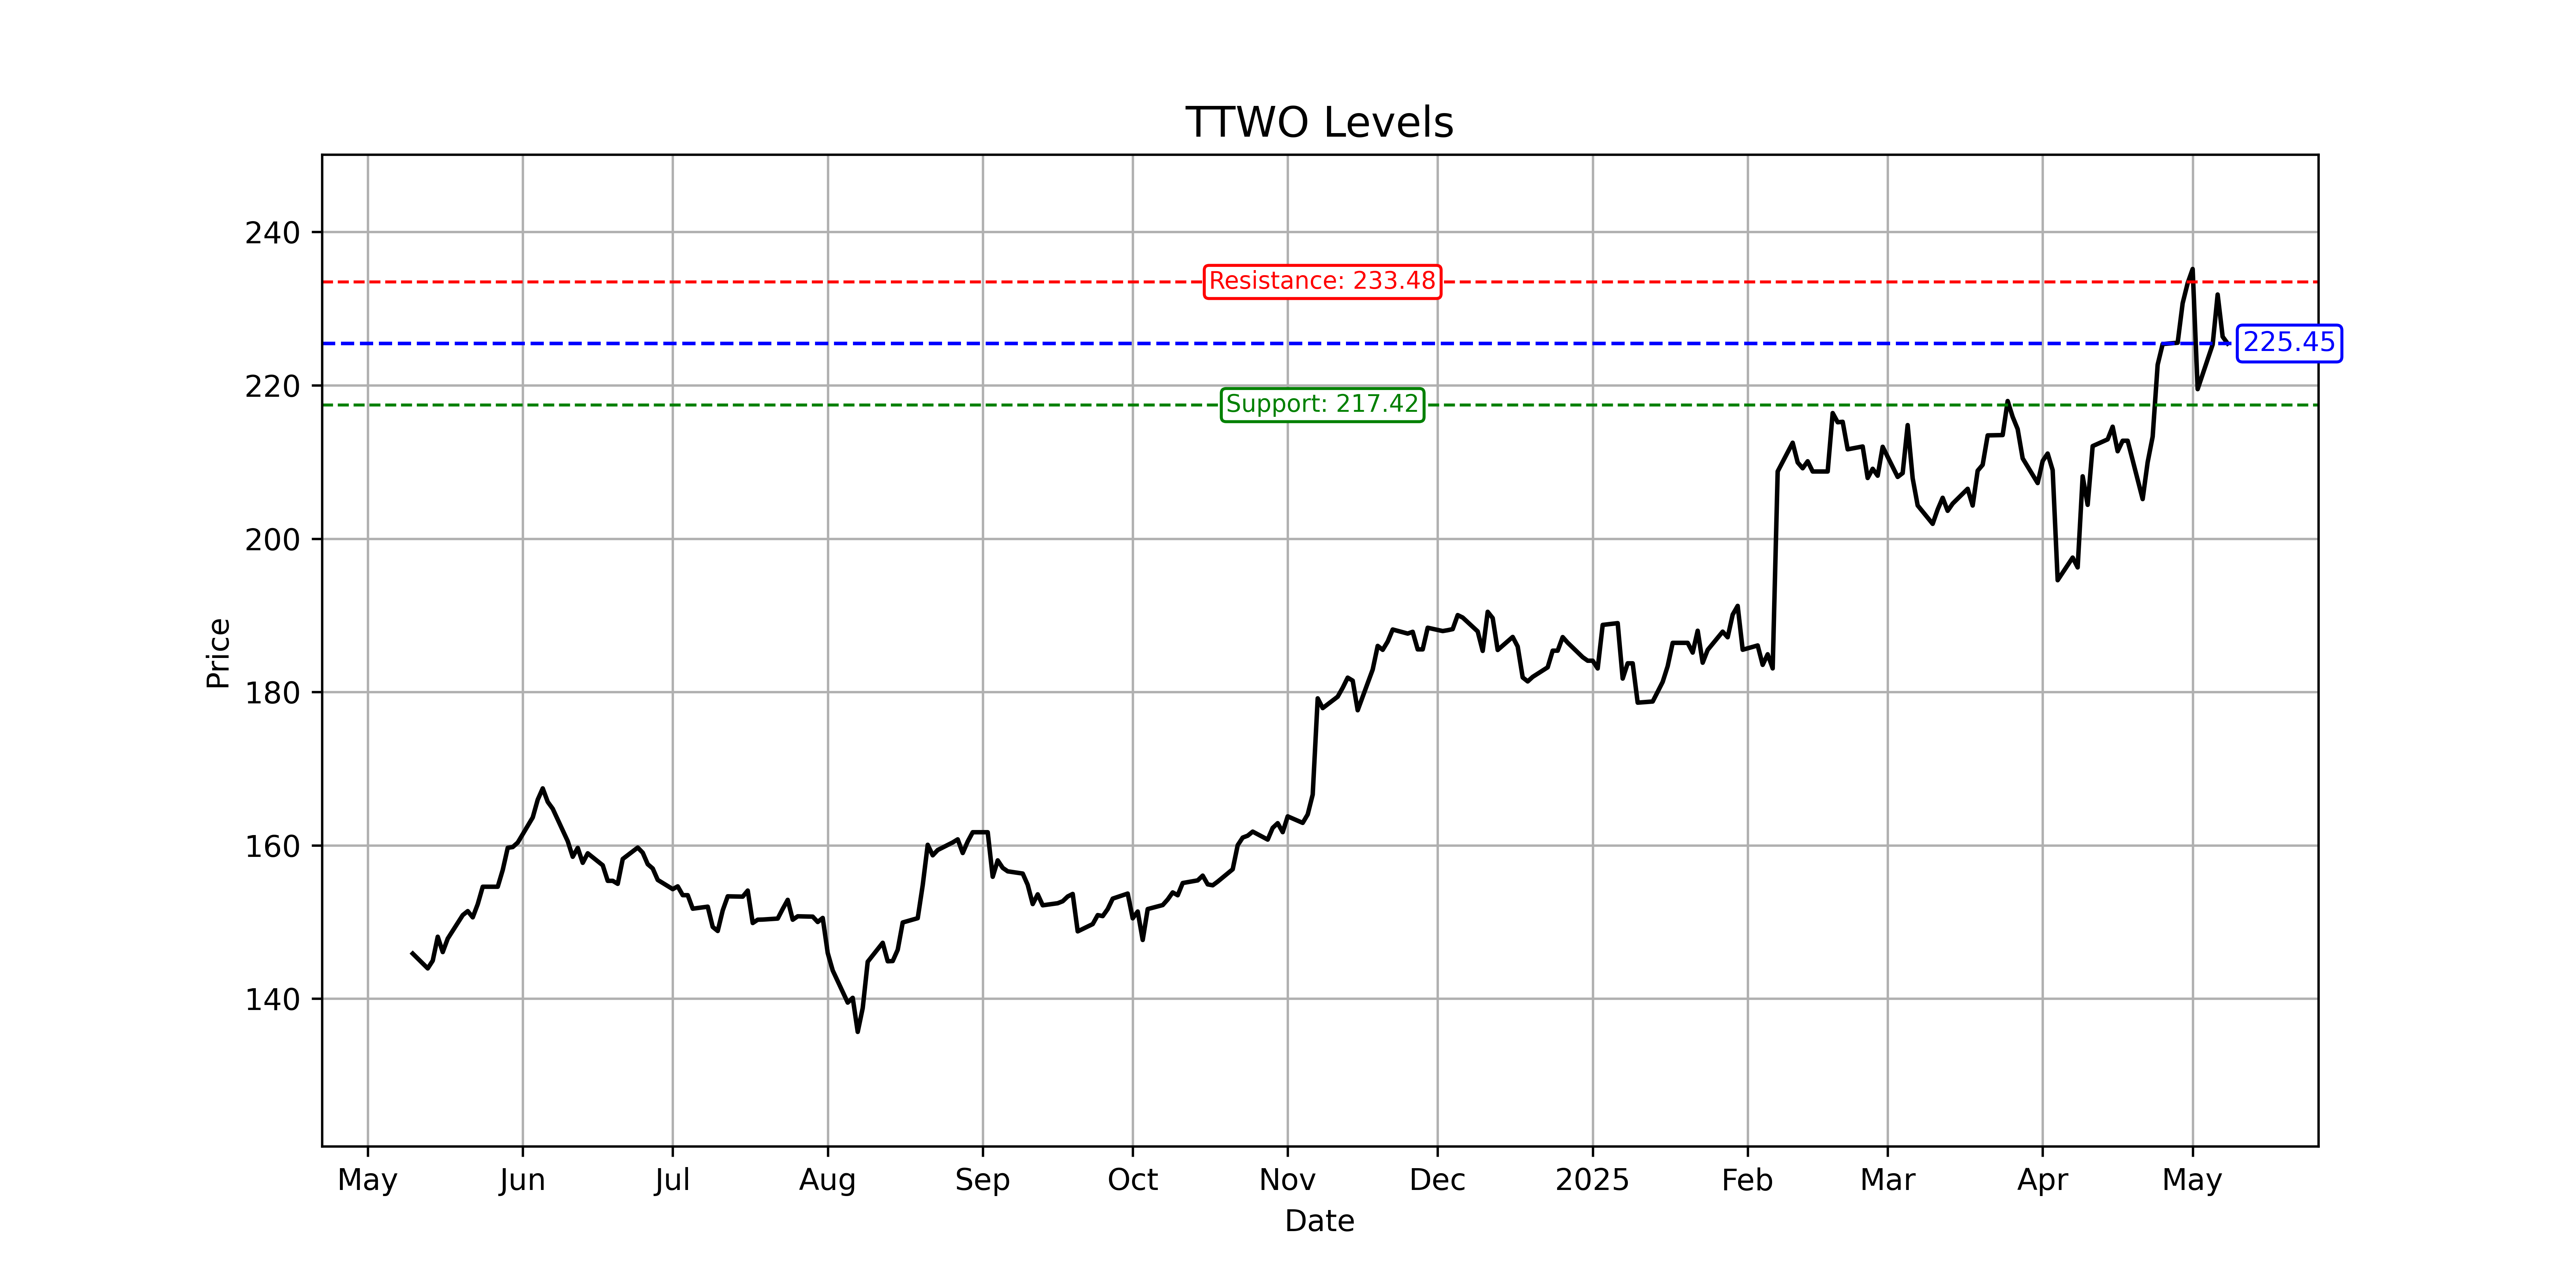 TTWO Levels
240
220
200
180
160
140
Price
Resistance: 233.48
225.45
Support: 217.42
May
Jun
Jul
Aug
Sep
Oct
Nov
Dec
2025
Feb
Mar
Apr
May
Date